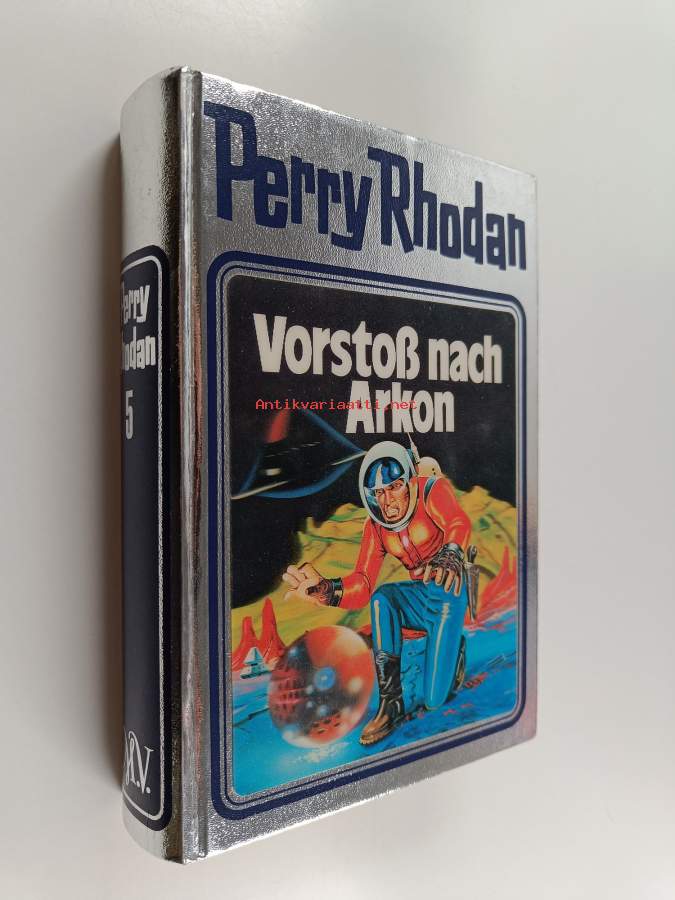 Perry Rhodan
Vorstoß nach
Arkon
Antikvariaatti.net
Perry
Rhodan
5